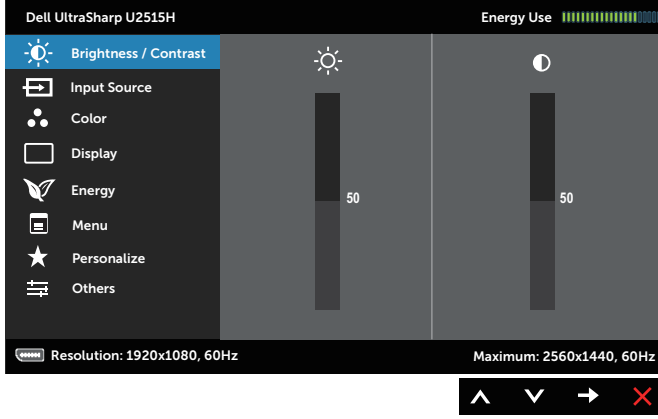 Dell UltraSharp U2515H
Energy Use
Brightness / Contrast
Input Source
Color
Display
Energy
Menu
Personalize
Others
50
50
Resolution: 1920x1080, 60Hz
Maximum: 2560x1440, 60Hz